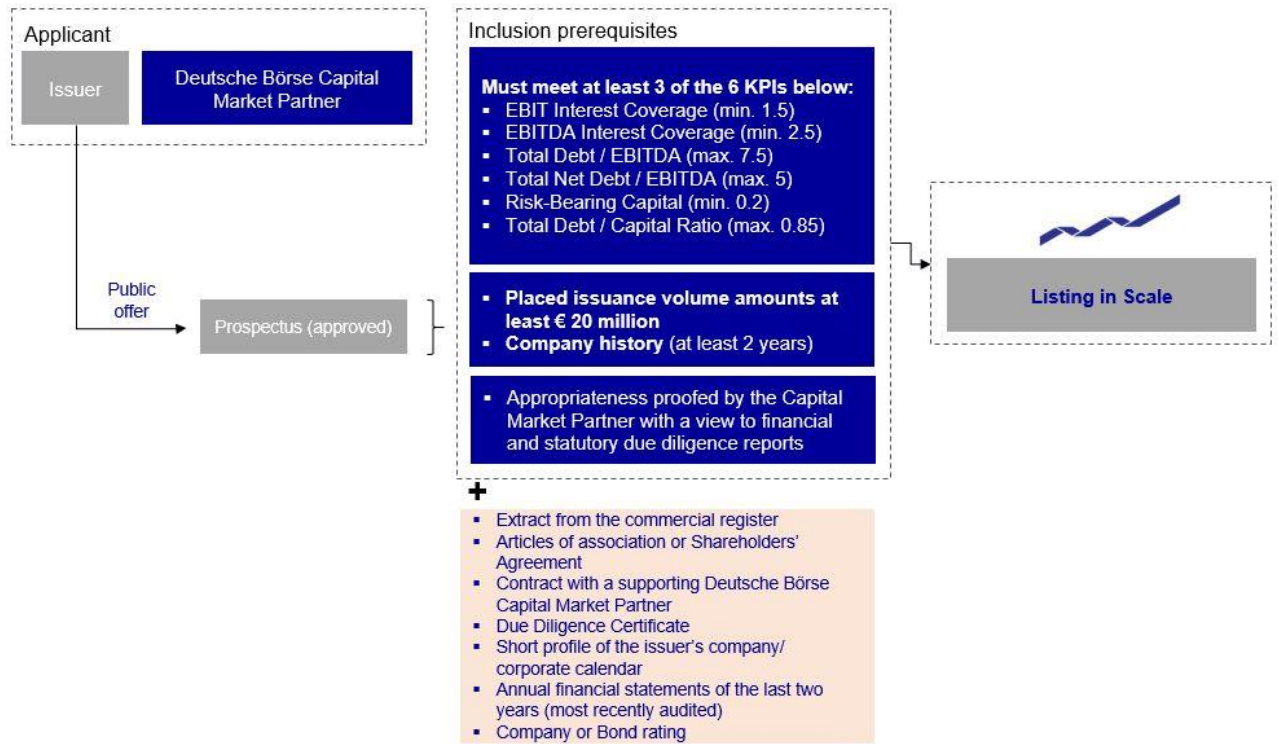 Applicant
Issuer
Deutsche Börse Capital
Market Partner
Public
offer
Prospectus (approved)
Inclusion prerequisites
Must meet at least 3 of the 6 KPIs below:
▪ EBIT Interest Coverage (min. 1.5)
▪ EBITDA Interest Coverage (min. 2.5)
▪ Total Debt / EBITDA (max. 7.5)
▪ Total Net Debt / EBITDA (max. 5)
▪ Risk-Bearing Capital (min. 0.2)
▪ Total Debt / Capital Ratio (max. 0.85)
▪ Placed issuance volume amounts at
least € 20 million
▪ Company history (at least 2 years)
▪ Appropriateness proofed by the Capital
Market Partner with a view to financial
and statutory due diligence reports
+
▪ Extract from the commercial register
▪ Articles of association or Shareholders'
Agreement
▪ Contract with a supporting Deutsche Börse
Capital Market Partner
▪ Due Diligence Certificate
▪ Short profile of the issuer's company/
corporate calendar
▪ Annual financial statements of the last two
years (most recently audited)
▪ Company or Bond rating
Listing in Scale